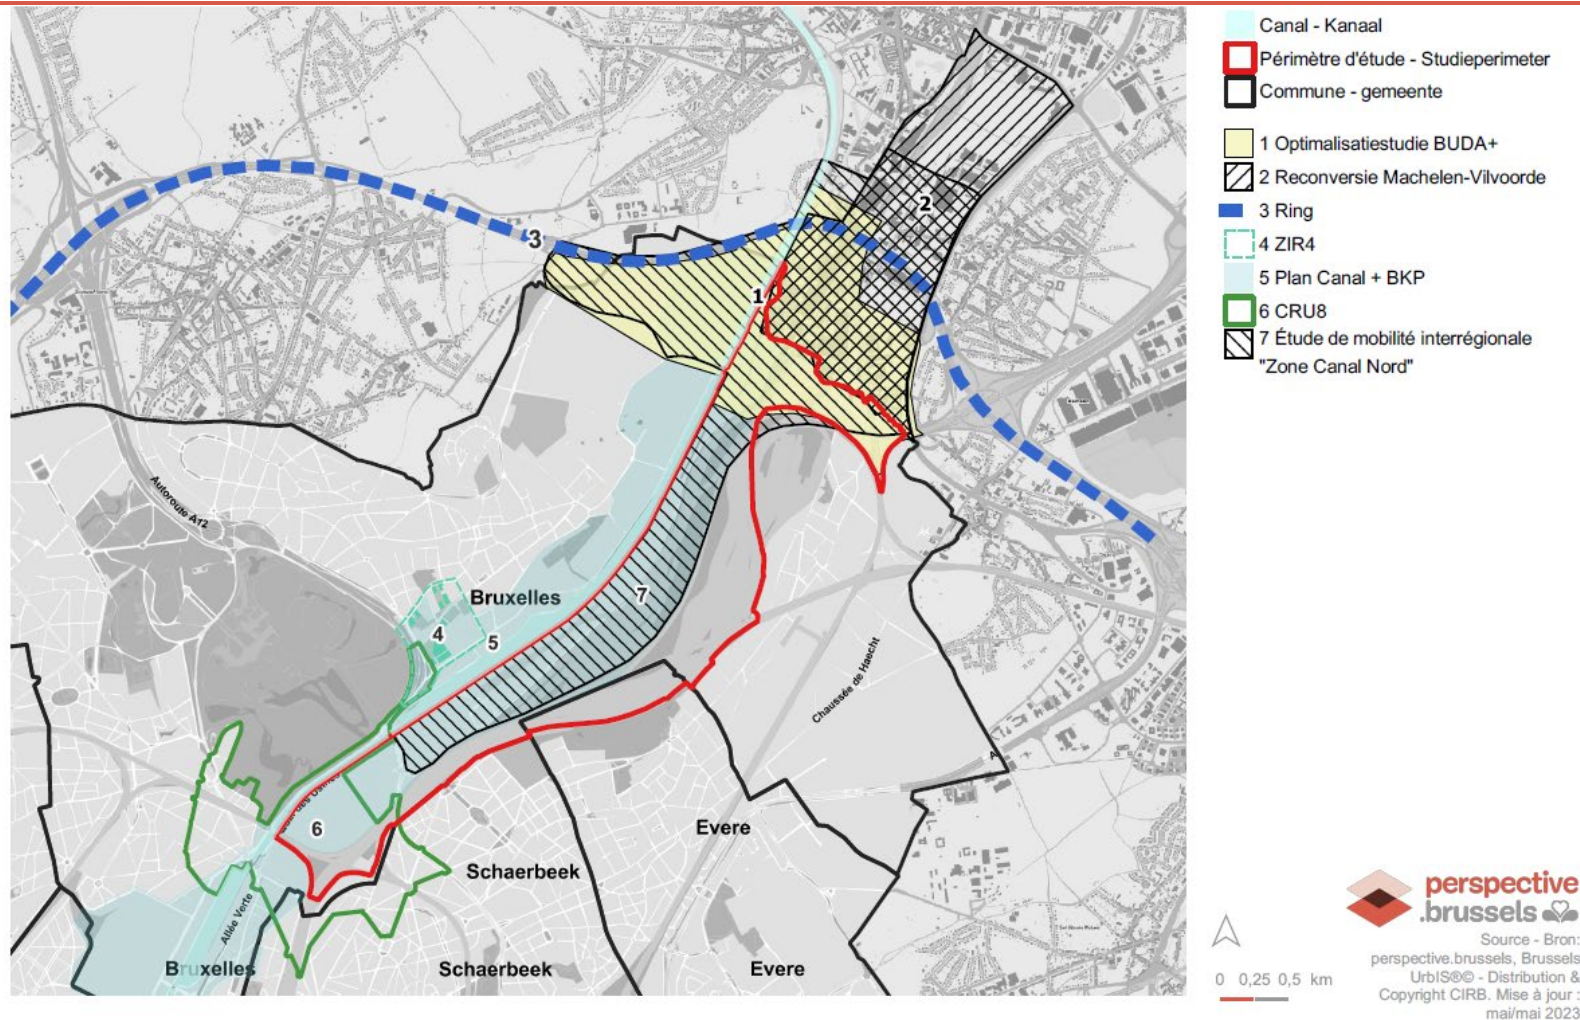 Canal - Kanaal
Périmètre d'étude - Studieperimeter
Commune - gemeente
1 Optimalisatiestudie BUDA+
2 Reconversie Machelen-Vilvoorde
3 Ring
4 ZIR4
5 Plan Canal + BKP
6 CRU8
7 Étude de mobilité interrégionale
"Zone Canal Nord"
2
3
1
Autoroute A12
Bruxelles
7
4
5
Chaussée de Haecht
6
Evere
Schaerbeek
Allée Verte
Bruxelles
Schaerbeek
Evere
perspective
.brussels
Source - Bron:
perspective.brussels, Brussels
UrbIS®© - Distribution &
Copyright CIRB. Mise à jour :
mai/mei 2023
0 0,25 0,5 km